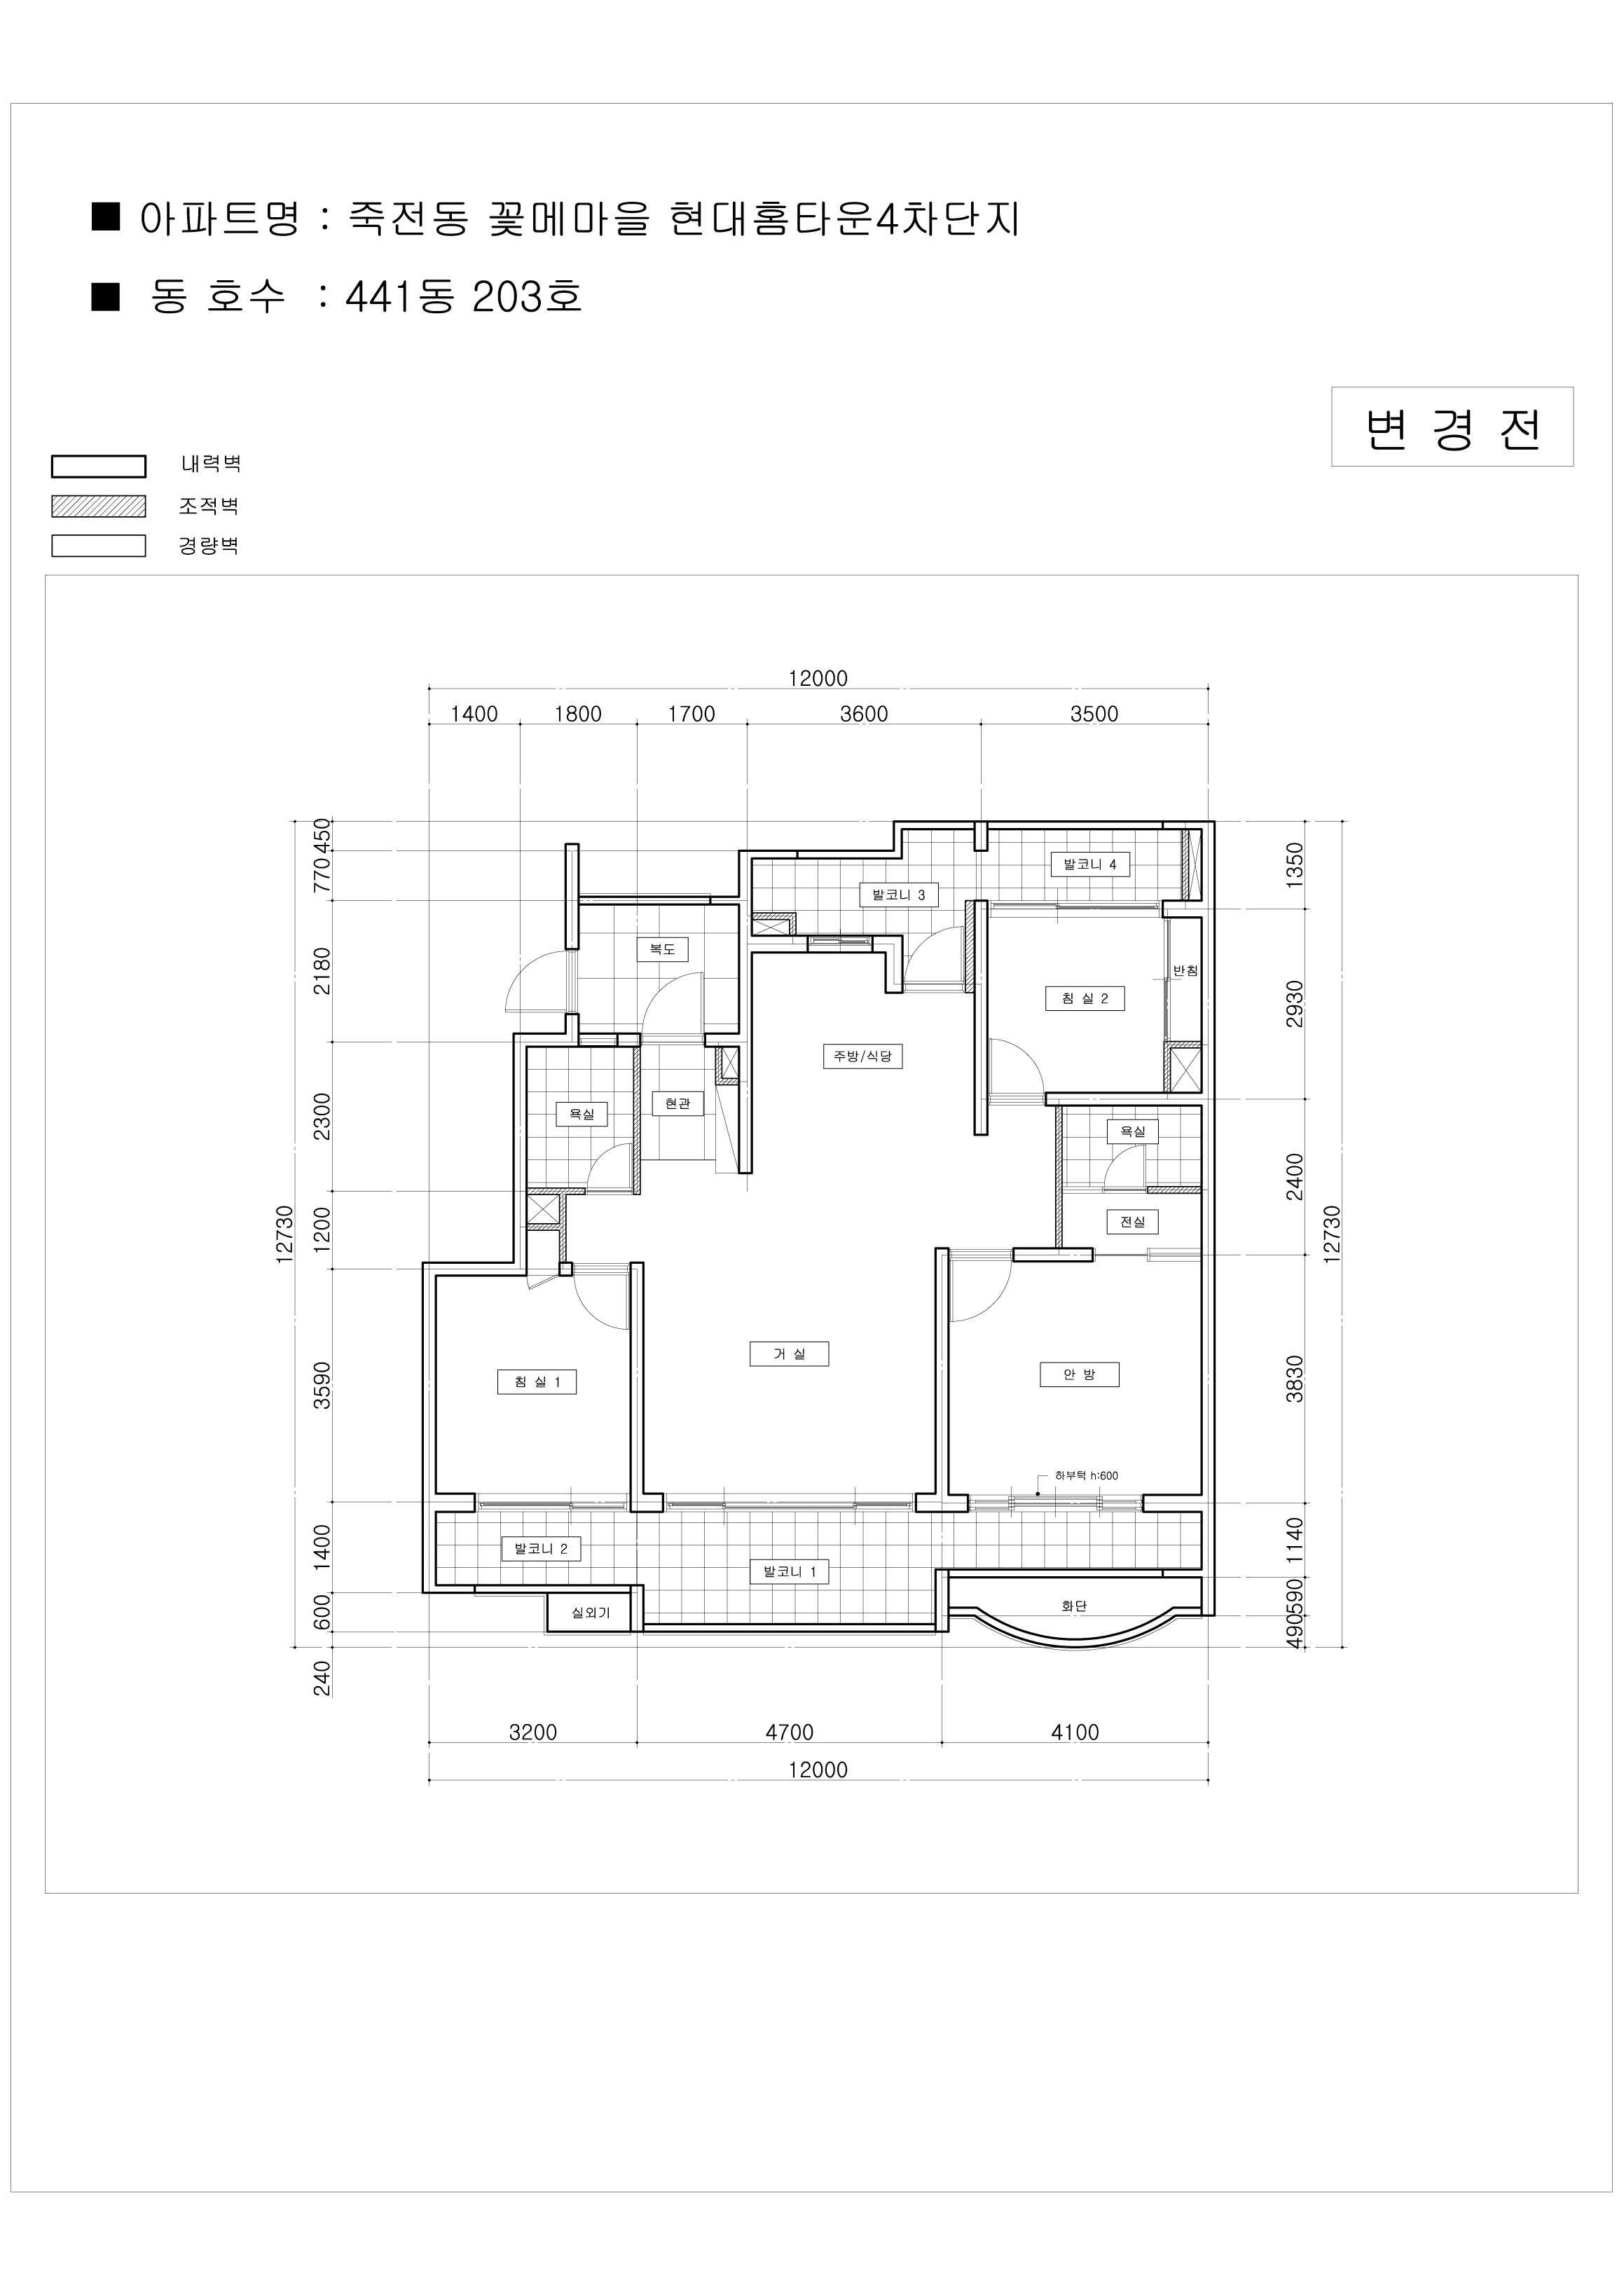 ■ 아파트명 : 죽전동 꽃메마을 현대홈타운4차단지
■ 동 호수 : 441동 203호
변 경 전
내력벽
조적벽
경량벽
12000
1400 1800 1700 3600 3500
450
770
2180
2300
1200
3590
1400
600
240
12730
1350
2930
2400
3830
1140
590
490
12730
발코니 4
발코니 3
복도
반침
침 실 2
주방/식당
현관
욕실
욕실
전실
거 실
안 방
침 실 1
하부턱 h:600
발코니 2
발코니 1
화단
실외기
3200 4700 4100
12000